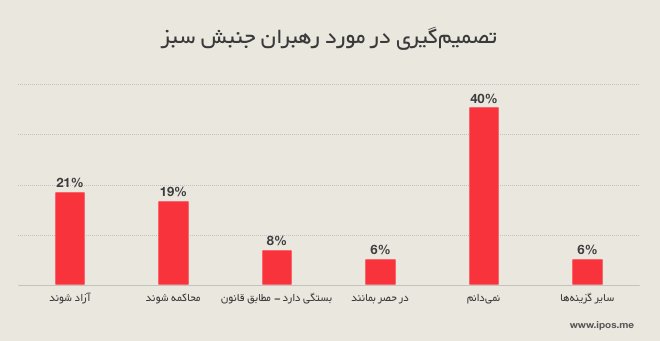 تصمیم‌گیری در مورد رهبران جنبش سبز
21%
19%
8%
6%
40%
6%
آزاد شوند
محاکمه شوند
بستگی دارد - مطابق قانون
در حصر بمانند
نمی‌دانم
سایر گزینه‌ها
www.ipos.me